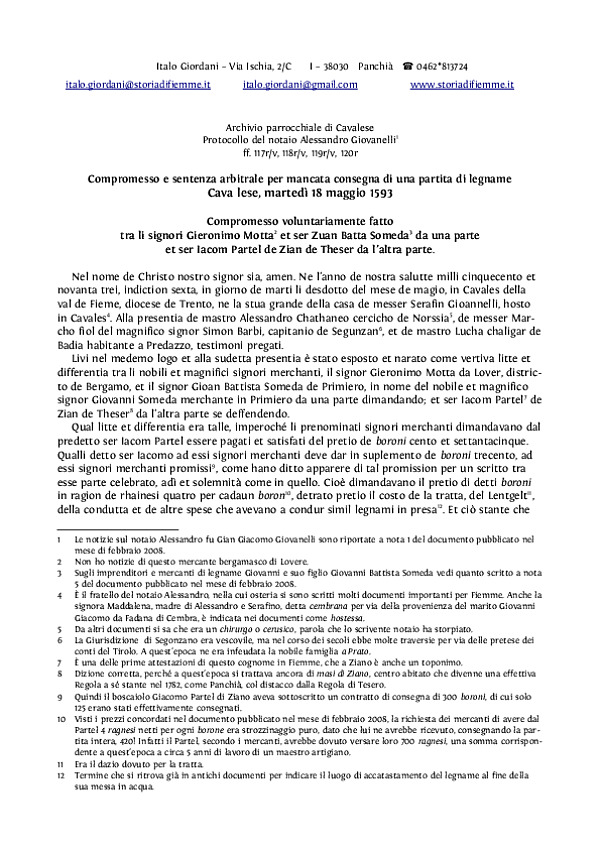 Italo Giordani – Via Ischia, 2/C I – 38030 Panchià ☎ 0462*813724
italo.giordani@storiadifiemme.it italo.giordani@gmail.com www.storiadifiemme.it
Archivio parrocchiale di Cavalese
Protocollo del notaio Alessandro Giovanelli¹
ff. 117r/v, 118r/v, 119r/v, 120r
Compromesso e sentenza arbitrale per mancata consegna di una partita di legname
Cava lese, martedì 18 maggio 1593
Compromesso voluntariamente fatto
tra li signori Gieronimo Motta² et ser Zuan Batta Someda³ da una parte
et ser Iacom Partel de Zian de Theser da l'altra parte.
Nel nome de Christo nostro signor sia, amen. Ne l'anno de nostra salutte milli cinquecento et
novanta trei, indiction sexta, in giorno de marti li desdotto del mese de magio, in Cavales della
val de Fieme, diocese de Trento, ne la stua grande della casa de messer Serafin Gioannelli, hosto
in Cavales⁴. Alla presentia de mastro Alessandro Chathaneo cercicho de Norssia⁵, de messer Mar-
cho fiol del magnifico signor Simon Barbi, capitanio de Segunzan⁶, et de mastro Lucha chaligar de
Badia habitante a Predazzo, testimoni pregati.
Livi nel medemo logo et alla sudetta presentia è stato esposto et narato come vertiva litte et
differentia tra li nobili et magnifici signori merchanti, il signor Gieronimo Motta da Lover, distric-
to de Bergamo, et il signor Gioan Battista Someda de Primiero, in nome del nobile et magnifico
signor Giovanni Someda merchante in Primiero da una parte dimandando; et ser Iacom Partel⁷ de
Zian de Theser⁸ da l'altra parte se deffendendo.
Qual litte et differentia era talle, imperoché li prenominati signori merchanti dimandavano dal
predetto ser Iacom Partel essere pagati et satisfati del pretio de boroni cento et settantacinque.
Qualli detto ser Iacomo ad essi signori merchanti deve dar in suplemento de boroni trecento, ad
essi signori merchanti promissi⁹, come hano ditto apparere di tal promission per un scritto tra
esse parte celebrato, adì et solemnità come in quello. Cioè dimandavano il pretio di detti boroni
in ragion de rhainesi quatro per cadaun boron¹⁰, detrato pretio il costo de la tratta, del Lentgelt¹¹,
della condutta et de altre spese che avevano a condur simil legnami in presa¹². Et ciò stante che
1 Le notizie sul notaio Alessandro fu Gian Giacomo Giovanelli sono riportate a nota 1 del documento pubblicato nel
mese di febbraio 2008.
2 Non ho notizie di questo mercante bergamasco di Lovere.
3 Sugli imprenditori e mercanti di legname Giovanni e suo figlio Giovanni Battista Someda vedi quanto scritto a nota
5 del documento pubblicato nel mese di febbraio 2008.
4 È il fratello del notaio Alessandro, nella cui osteria si sono scritti molti documenti importanti per Fiemme. Anche la
signora Maddalena, madre di Alessandro e Serafino, detta cembrana per via della provenienza del marito Giovanni
Giacomo da Fadana di Cembra, è indicata nei documenti come hostessa.
5 Da altri documenti si sa che era un chirurgo o cerusico, parola che lo scrivente notaio ha storpiato.
6 La Giurisdizione di Segonzano era vescovile, ma nel corso dei secoli ebbe molte traversie per via delle pretese dei
conti del Tirolo. A quest'epoca ne era infeudata la nobile famiglia a Prato.
7 È una delle prime attestazioni di questo cognome in Fiemme, che a Ziano è anche un toponimo.
8 Dizione corretta, perché a quest'epoca si trattava ancora di masi di Ziano, centro abitato che divenne una effettiva
Regola a sé stante nel 1782, come Panchià, col distacco dalla Regola di Tesero.
9 Quindi il boscaiolo Giacomo Partel di Ziano aveva sottoscritto un contratto di consegna di 300 boroni, di cui solo
125 erano stati effettivamente consegnati.
10 Visti i prezzi concordati nel documento pubblicato nel mese di febbraio 2008, la richiesta dei mercanti di avere dal
Partel 4 ragnesi netti per ogni borone era strozzinaggio puro, dato che lui ne avrebbe ricevuto, consegnando la par-
tita intera, 420! Infatti il Partel, secondo i mercanti, avrebbe dovuto versare loro 700 ragnesi, una somma corrispon-
dente a quest'epoca a circa 5 anni di lavoro di un maestro artigiano.
11 Era il dazio dovuto per la tratta.
12 Termine che si ritrova già in antichi documenti per indicare il luogo di accatastamento del legname al fine della
sua messa in acqua.